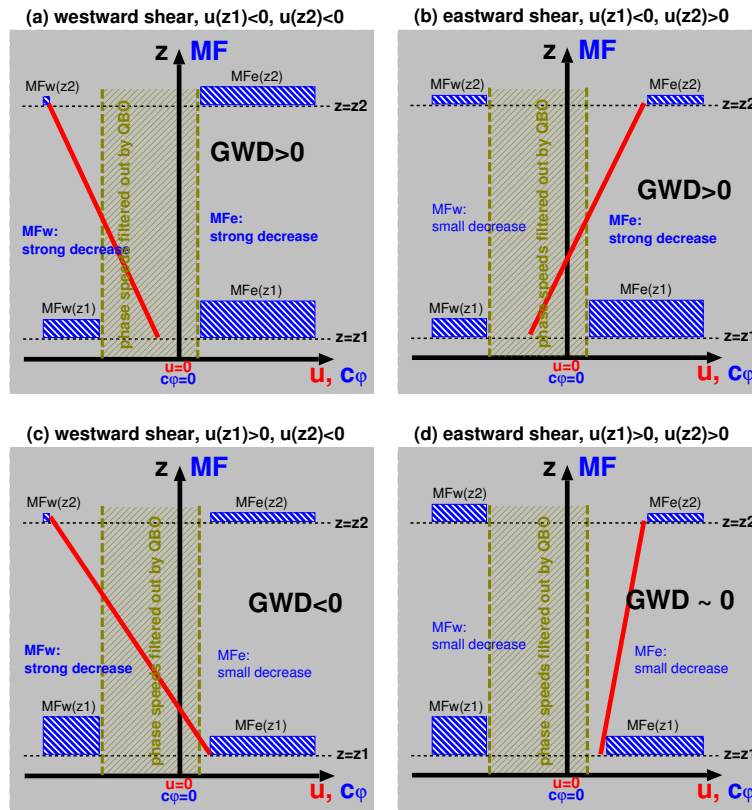 (a) westward shear, u(z1)<0, u(z2)<0
z MF
MFw(z2)
MFe(z2)
z=z2
phase speeds filtered out by QBO
GWD>0
MFw:
strong decrease
MFe:
strong decrease
MFw(z1)
MFe(z1)
z=z1
u=0
cφ=0
u, cφ
(b) eastward shear, u(z1)<0, u(z2)>0
z MF
MFw(z2)
MFe(z2)
z=z2
phase speeds filtered out by QBO
GWD>0
MFw:
small decrease
MFe:
strong decrease
MFw(z1)
MFe(z1)
z=z1
u=0
cφ=0
u, cφ
(c) westward shear, u(z1)>0, u(z2)<0
z MF
MFw(z2)
MFe(z2)
z=z2
phase speeds filtered out by QBO
GWD<0
MFw:
strong decrease
MFe:
small decrease
MFw(z1)
MFe(z1)
z=z1
u=0
cφ=0
u, cφ
(d) eastward shear, u(z1)>0, u(z2)>0
z MF
MFw(z2)
MFe(z2)
z=z2
phase speeds filtered out by QBO
GWD ~ 0
MFw:
small decrease
MFe:
small decrease
MFw(z1)
MFe(z1)
z=z1
u=0
cφ=0
u, cφ